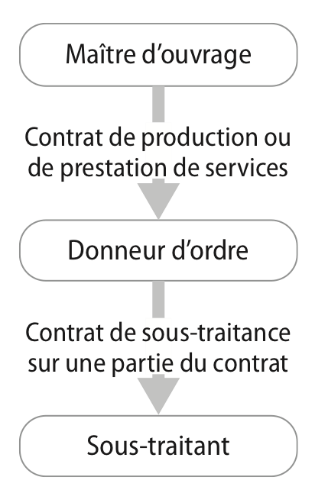 Maître d’ouvrage
Contrat de production ou
de prestation de services
Donneur d’ordre
Contrat de sous-traitance
sur une partie du contrat
Sous-traitant